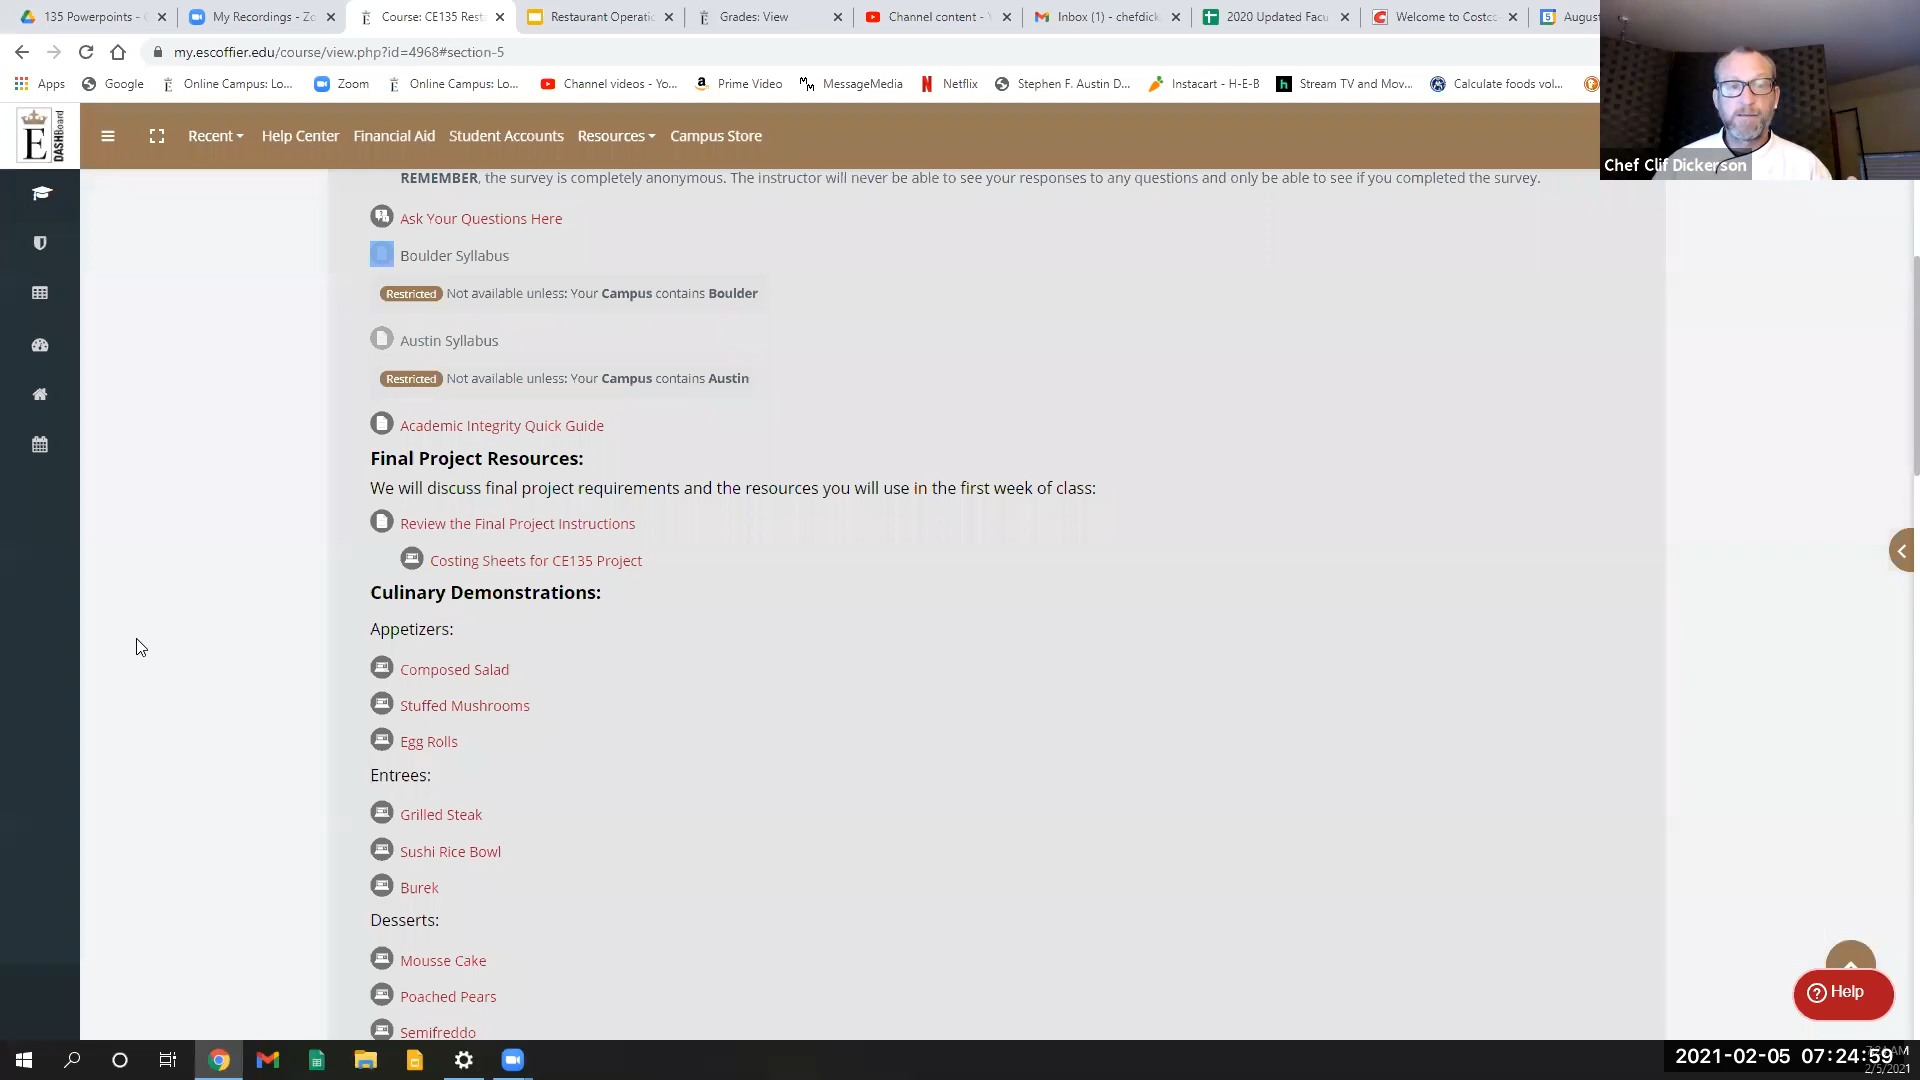 135 Powerpoints -
My Recordings - Zo
Course: CE135 Rest
Restaurant Operatio
Grades: View
Channel content -
Inbox (1) - chefdick
2020 Updated Facu
Welcome to Costco
August
my.escoffier.edu/course/view.php?id=4968#section-5
Apps
Google
Online Campus: Lo...
Zoom
Online Campus: Lo...
Channel videos - Yo...
Prime Video
MessageMedia
Netflix
Stephen F. Austin D...
Instacart - H-E-B
Stream TV and Mov...
Calculate foods vol...
E DASHBoard
Recent
Help Center
Financial Aid
Student Accounts
Resources
Campus Store
Chef Clif Dickerson
REMEMBER, the survey is completely anonymous. The instructor will never be able to see your responses to any questions and only be able to see if you completed the survey.
Ask Your Questions Here
Boulder Syllabus
Restricted Not available unless: Your Campus contains Boulder
Austin Syllabus
Restricted Not available unless: Your Campus contains Austin
Academic Integrity Quick Guide
Final Project Resources:
We will discuss final project requirements and the resources you will use in the first week of class:
Review the Final Project Instructions
Costing Sheets for CE135 Project
Culinary Demonstrations:
Appetizers:
Composed Salad
Stuffed Mushrooms
Egg Rolls
Entrees:
Grilled Steak
Sushi Rice Bowl
Burek
Desserts:
Mousse Cake
Poached Pears
Semifreddo
Help
2021-02-05 07:24:59
2/5/2021